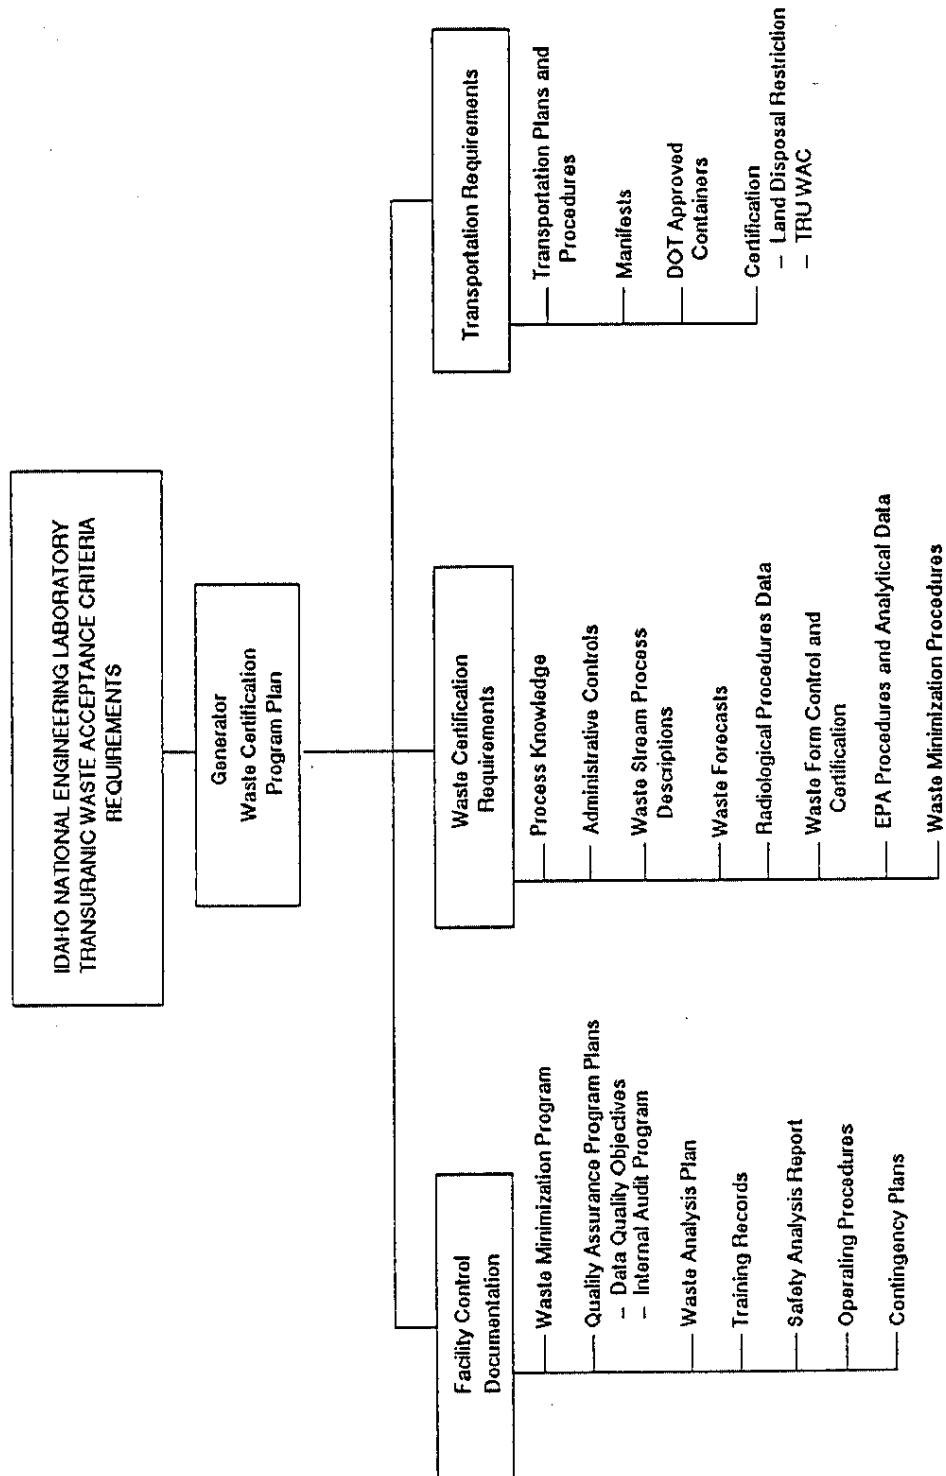 IDAHO NATIONAL ENGINEERING LABORATORY
TRANSURANIC WASTE ACCEPTANCE CRITERIA
REQUIREMENTS
Generator
Waste Certification
Program Plan
Facility Control
Documentation
Waste Minimization Program
Quality Assurance Program Plans
– Data Quality Objectives
– Internal Audit Program
Waste Analysis Plan
Training Records
Safety Analysis Report
Operating Procedures
Contingency Plans
Waste Certification
Requirements
Process Knowledge
Administrative Controls
Waste Stream Process
Descriptions
Waste Forecasts
Radiological Procedures Data
Waste Form Control and
Certification
EPA Procedures and Analytical Data
Waste Minimization Procedures
Transportation Requirements
Transportation Plans and
Procedures
Manifests
DOT Approved
Containers
Certification
– Land Disposal Restriction
– TRU WAC